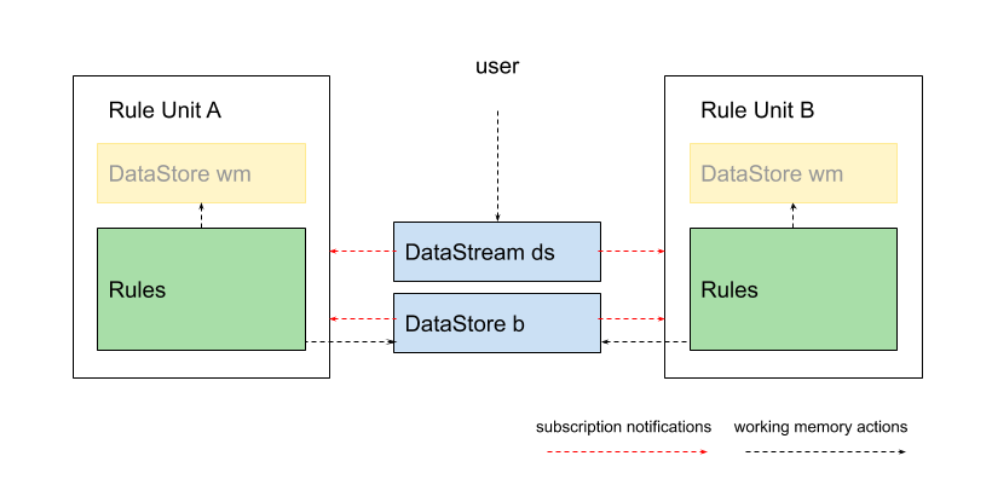 user
Rule Unit A
DataStore wm
Rules
DataStream ds
DataStore b
Rule Unit B
DataStore wm
Rules
subscription notifications
working memory actions